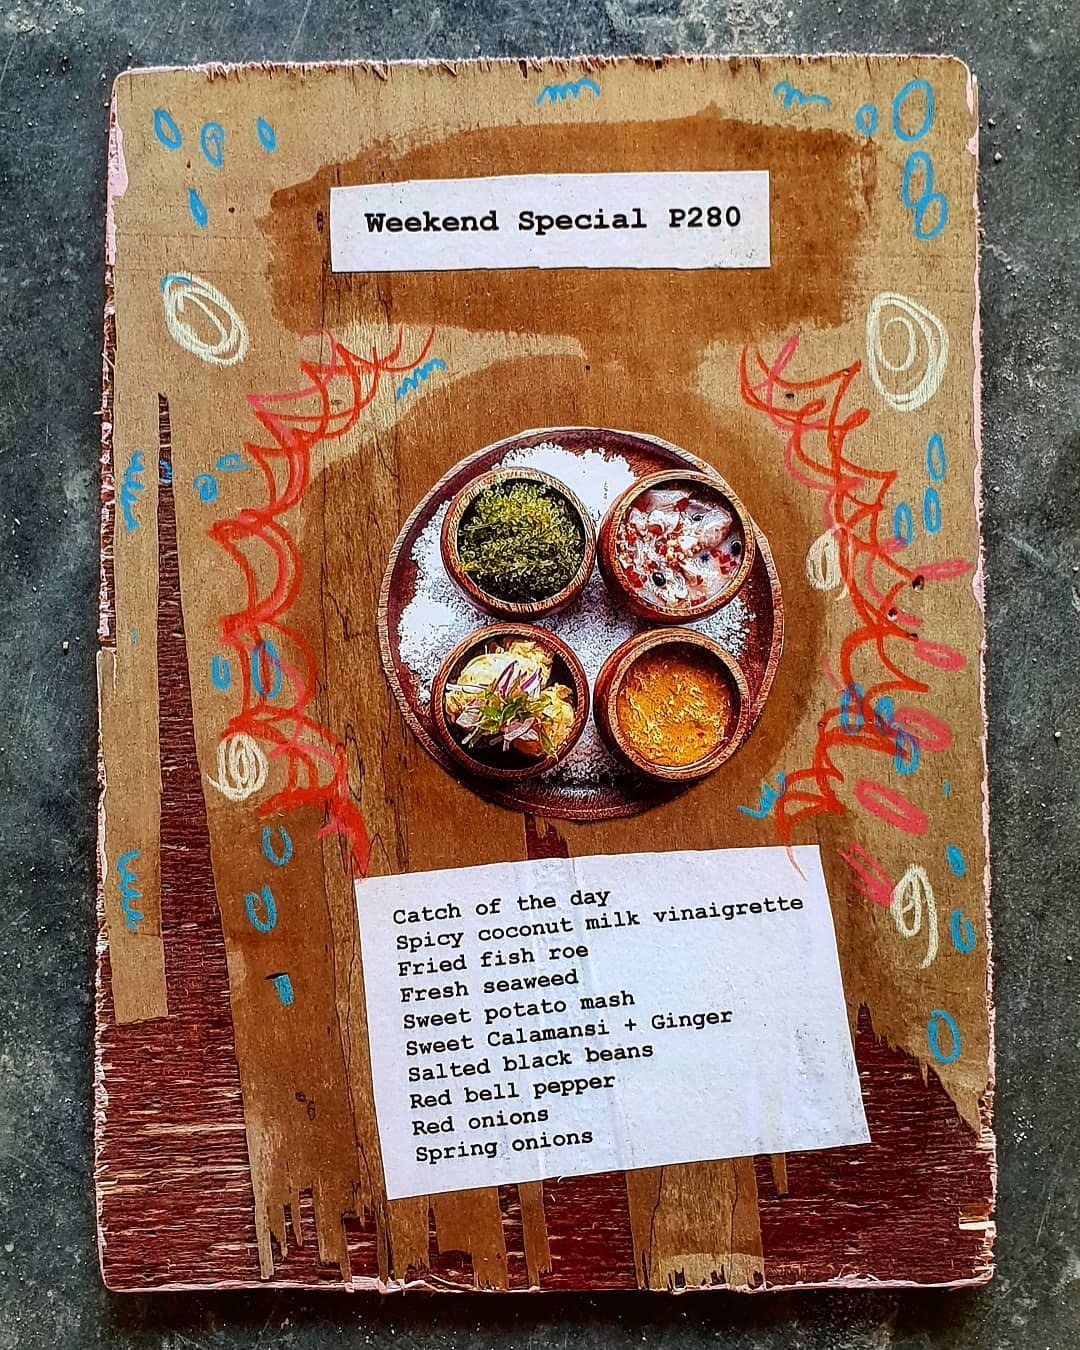 Weekend Special P280
Catch of the day
Spicy coconut milk vinaigrette
Fried fish roe
Fresh seaweed
Sweet potato mash
Sweet Calamansi + Ginger
Salted black beans
Red bell pepper
Red onions
Spring onions